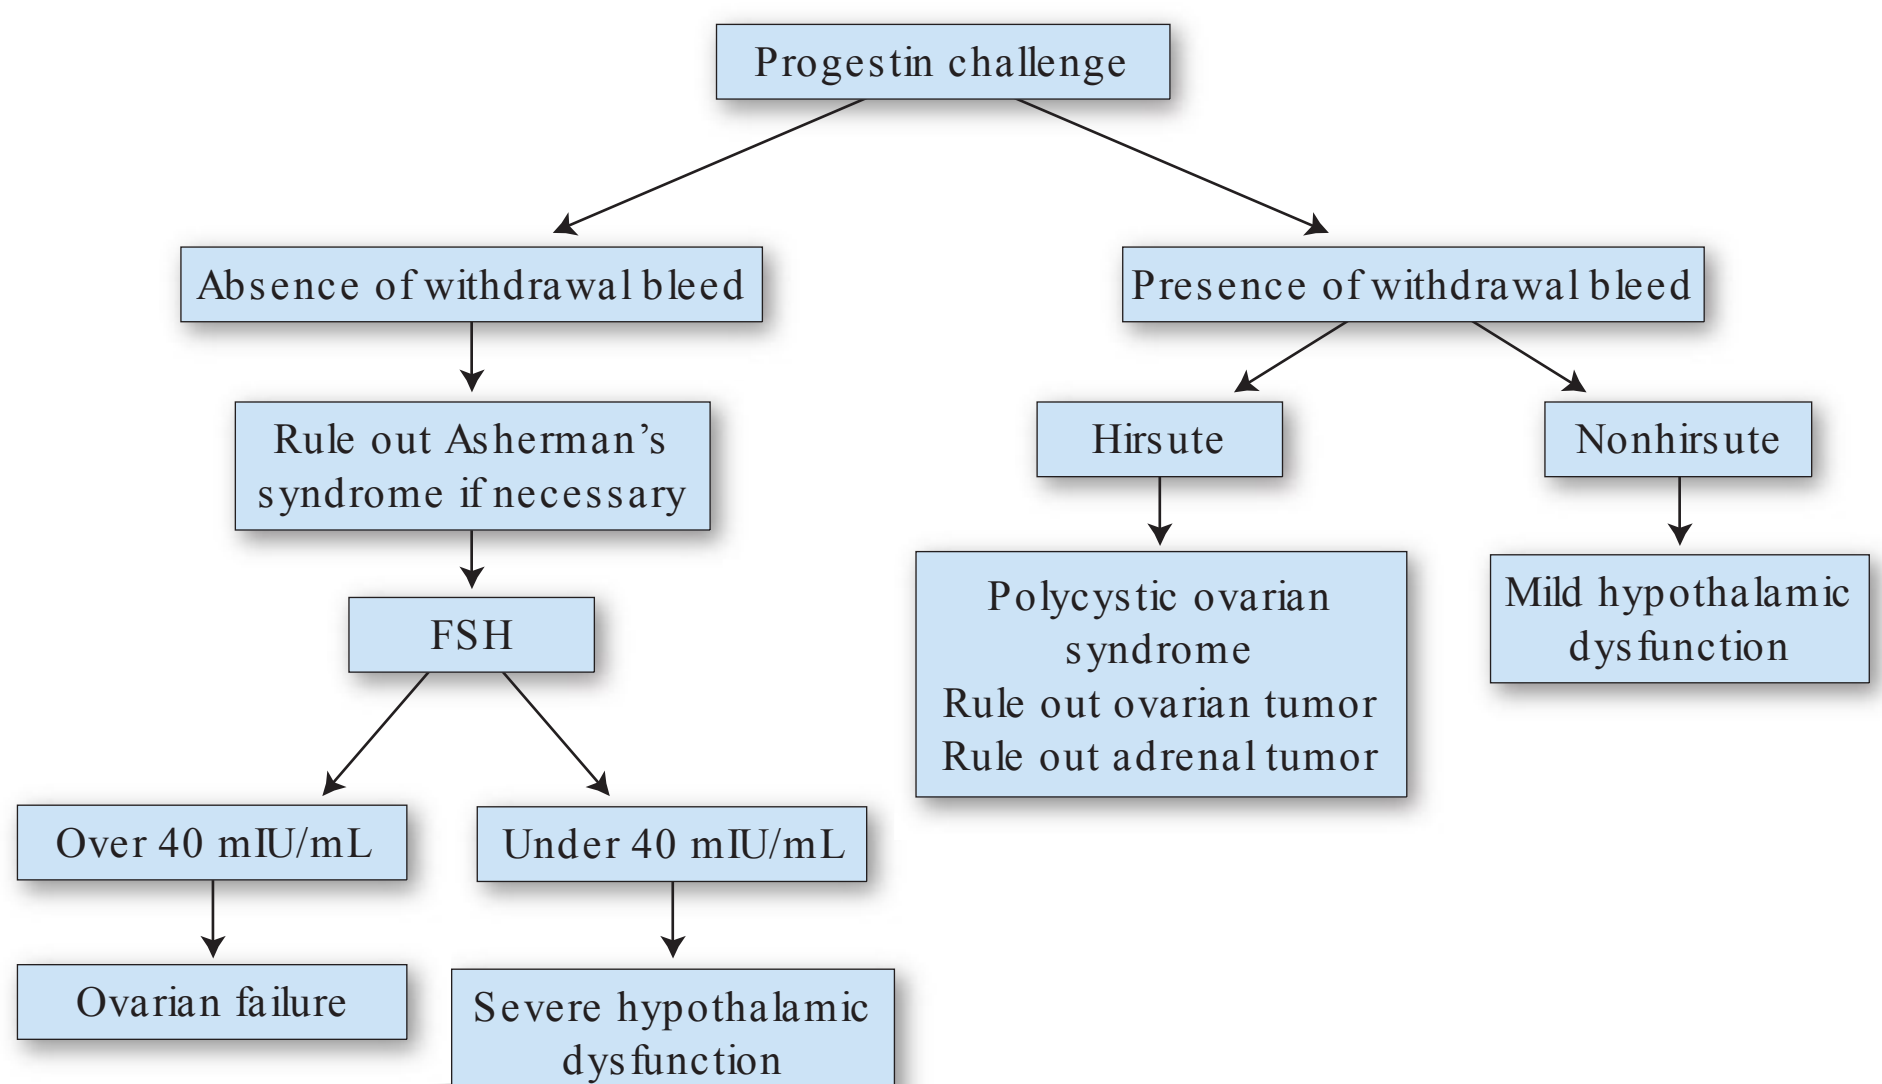 Progestin challenge
Absence of withdrawal bleed
Presence of withdrawal bleed
Rule out Asherman’s
syndrome if necessary
Hirsute
Nonhirsute
FSH
Polycystic ovarian
syndrome
Rule out ovarian tumor
Rule out adrenal tumor
Mild hypothalamic
dysfunction
Over 40 mIU/mL
Under 40 mIU/mL
Ovarian failure
Severe hypothalamic
dysfunction